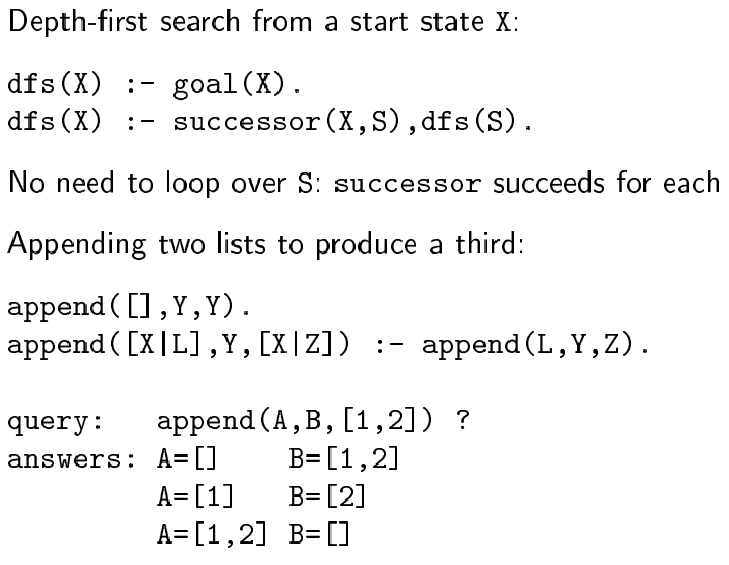 Depth-first search from a start state X:
dfs(X) :- goal(X).
dfs(X) :- successor(X,S),dfs(S).
No need to loop over S: successor succeeds for each
Appending two lists to produce a third:
append([],Y,Y).
append([X|L],Y,[X|Z]) :- append(L,Y,Z).
query:   append(A,B,[1,2]) ?
answers: A=[]    B=[1,2]
         A=[1]   B=[2]
         A=[1,2] B=[]